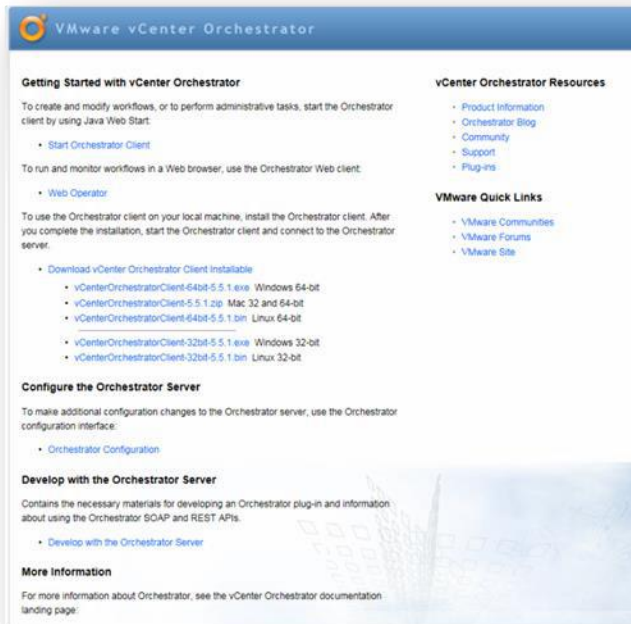 VMware vCenter Orchestrator
Getting Started with vCenter Orchestrator
To create and modify workflows, or to perform administrative tasks, start the Orchestrator
client by using Java Web Start:
• Start Orchestrator Client
To run and monitor workflows in a Web browser, use the Orchestrator Web client:
• Web Operator
To use the Orchestrator client on your local machine, install the Orchestrator client. After
you complete the installation, start the Orchestrator client and connect to the Orchestrator
server.
• Download vCenter Orchestrator Client Installable
• vCenterOrchestratorClient-64bit-5.5.1.exe Windows 64-bit
• vCenterOrchestratorClient-5.5.1.zip Mac 32 and 64-bit
• vCenterOrchestratorClient-64bit-5.5.1.bin Linux 64-bit
• vCenterOrchestratorClient-32bit-5.5.1.exe Windows 32-bit
• vCenterOrchestratorClient-32bit-5.5.1.bin Linux 32-bit
Configure the Orchestrator Server
To make additional configuration changes to the Orchestrator server, use the Orchestrator
configuration interface:
• Orchestrator Configuration
Develop with the Orchestrator Server
Contains the necessary materials for developing an Orchestrator plug-in and information
about using the Orchestrator SOAP and REST APIs.
• Develop with the Orchestrator Server
More Information
For more information about Orchestrator, see the vCenter Orchestrator documentation
landing page:
vCenter Orchestrator Resources
• Product Information
• Orchestrator Blog
• Community
• Support
• Plug-ins
VMware Quick Links
• VMware Communities
• VMware Forums
• VMware Site